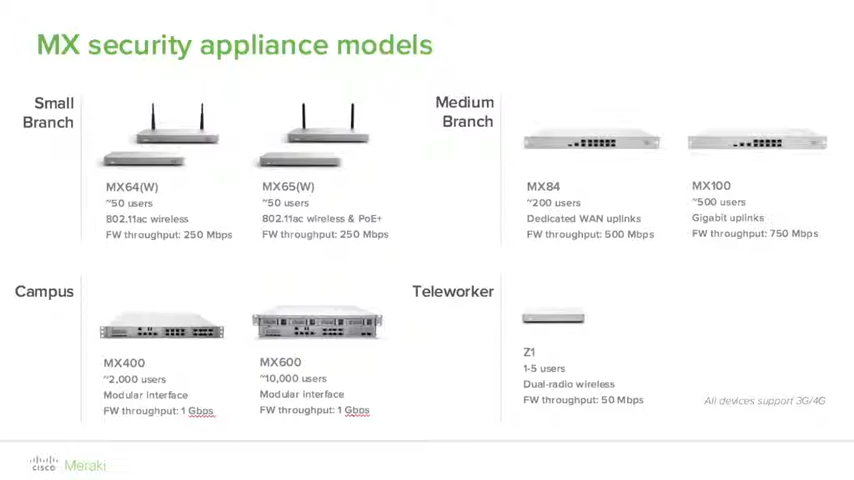 MX security appliance models
Small
Branch
MX64(W)
~50 users
802.11ac wireless
FW throughput: 250 Mbps
MX65(W)
~50 users
802.11ac wireless & PoE+
FW throughput: 250 Mbps
Medium
Branch
MX84
~200 users
Dedicated WAN uplinks
FW throughput: 500 Mbps
MX100
~500 users
Gigabit uplinks
FW throughput: 750 Mbps
Campus
MX400
~2,000 users
Modular interface
FW throughput: 1 Gbps
MX600
~10,000 users
Modular interface
FW throughput: 1 Gbps
Teleworker
Z1
1-5 users
Dual-radio wireless
FW throughput: 50 Mbps
All devices support 3G/4G
CISCO Meraki